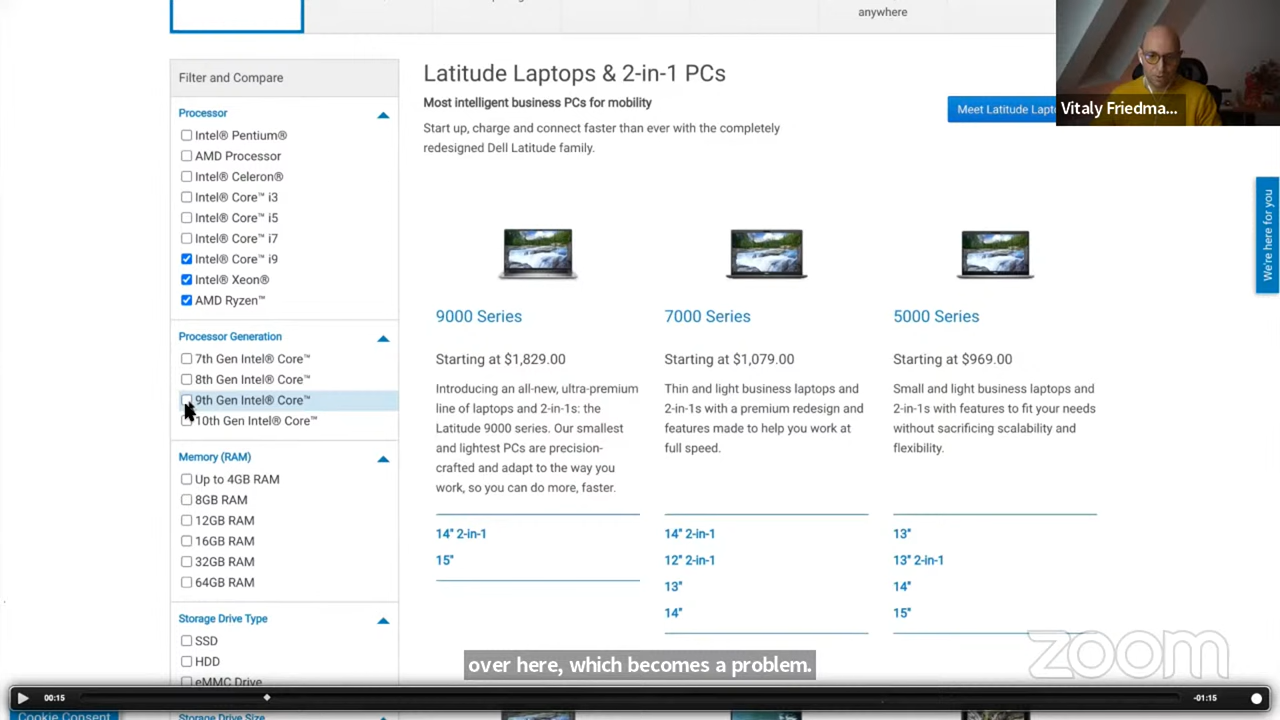 anywhere
Vitaly Friedma...
Filter and Compare
Processor
Intel® Pentium®
AMD Processor
Intel® Celeron®
Intel® Core™ i3
Intel® Core™ i5
Intel® Core™ i7
Intel® Core™ i9
Intel® Xeon®
AMD Ryzen™
Processor Generation
7th Gen Intel® Core™
8th Gen Intel® Core™
9th Gen Intel® Core™
10th Gen Intel® Core™
Memory (RAM)
Up to 4GB RAM
8GB RAM
12GB RAM
16GB RAM
32GB RAM
64GB RAM
Storage Drive Type
SSD
HDD
eMMC Drive
Storage Drive Size
Latitude Laptops & 2-in-1 PCs
Most intelligent business PCs for mobility
Start up, charge and connect faster than ever with the completely
redesigned Dell Latitude family.
Meet Latitude Lapt
We're here for you
9000 Series
Starting at $1,829.00
Introducing an all-new, ultra-premium
line of laptops and 2-in-1s: the
Latitude 9000 series. Our smallest
and lightest PCs are precision-
crafted and adapt to the way you
work, so you can do more, faster.
14" 2-in-1
15"
7000 Series
Starting at $1,079.00
Thin and light business laptops and
2-in-1s with a premium redesign and
features made to help you work at
full speed.
14" 2-in-1
12" 2-in-1
13"
14"
5000 Series
Starting at $969.00
Small and light business laptops and
2-in-1s with features to fit your needs
without sacrificing scalability and
flexibility.
13"
13" 2-in-1
14"
15"
zoom
over here, which becomes a problem.
00:15
-01:15
Cookie Consent